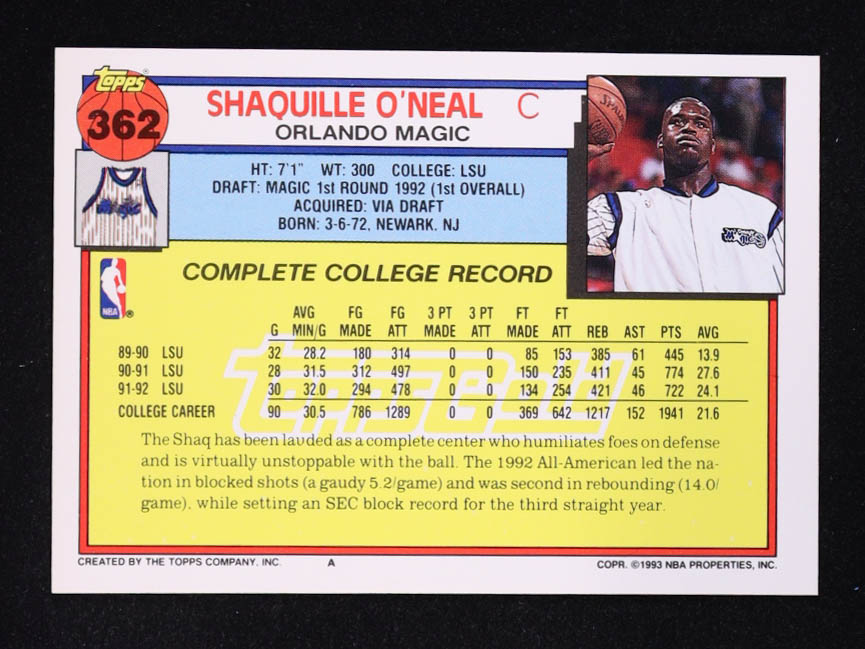 Topps®
362
SHAQUILLE O'NEAL C
ORLANDO MAGIC
HT: 7'1" WT: 300 COLLEGE: LSU
DRAFT: MAGIC 1ST ROUND 1992 (1ST OVERALL)
ACQUIRED: VIA DRAFT
BORN: 3-6-72, NEWARK, NJ
Magic
NBA®
COMPLETE COLLEGE RECORD
AVG FG FG 3 PT 3 PT FT FT
G MIN/G MADE ATT MADE ATT MADE ATT REB AST PTS AVG
89-90 LSU 32 28.2 180 314 0 0 85 153 385 61 445 13.9
90-91 LSU 28 31.5 312 497 0 0 150 235 411 45 774 27.6
91-92 LSU 30 32.0 294 478 0 0 134 254 421 46 722 24.1
COLLEGE CAREER 90 30.5 786 1289 0 0 369 642 1217 152 1941 21.6
Topps Gold
The Shaq has been lauded as a complete center who humiliates foes on defense
and is virtually unstoppable with the ball. The 1992 All-American led the na-
tion in blocked shots (a gaudy 5.2/game) and was second in rebounding (14.0/
game), while setting an SEC block record for the third straight year.
CREATED BY THE TOPPS COMPANY, INC. A COPR. ©1993 NBA PROPERTIES, INC.